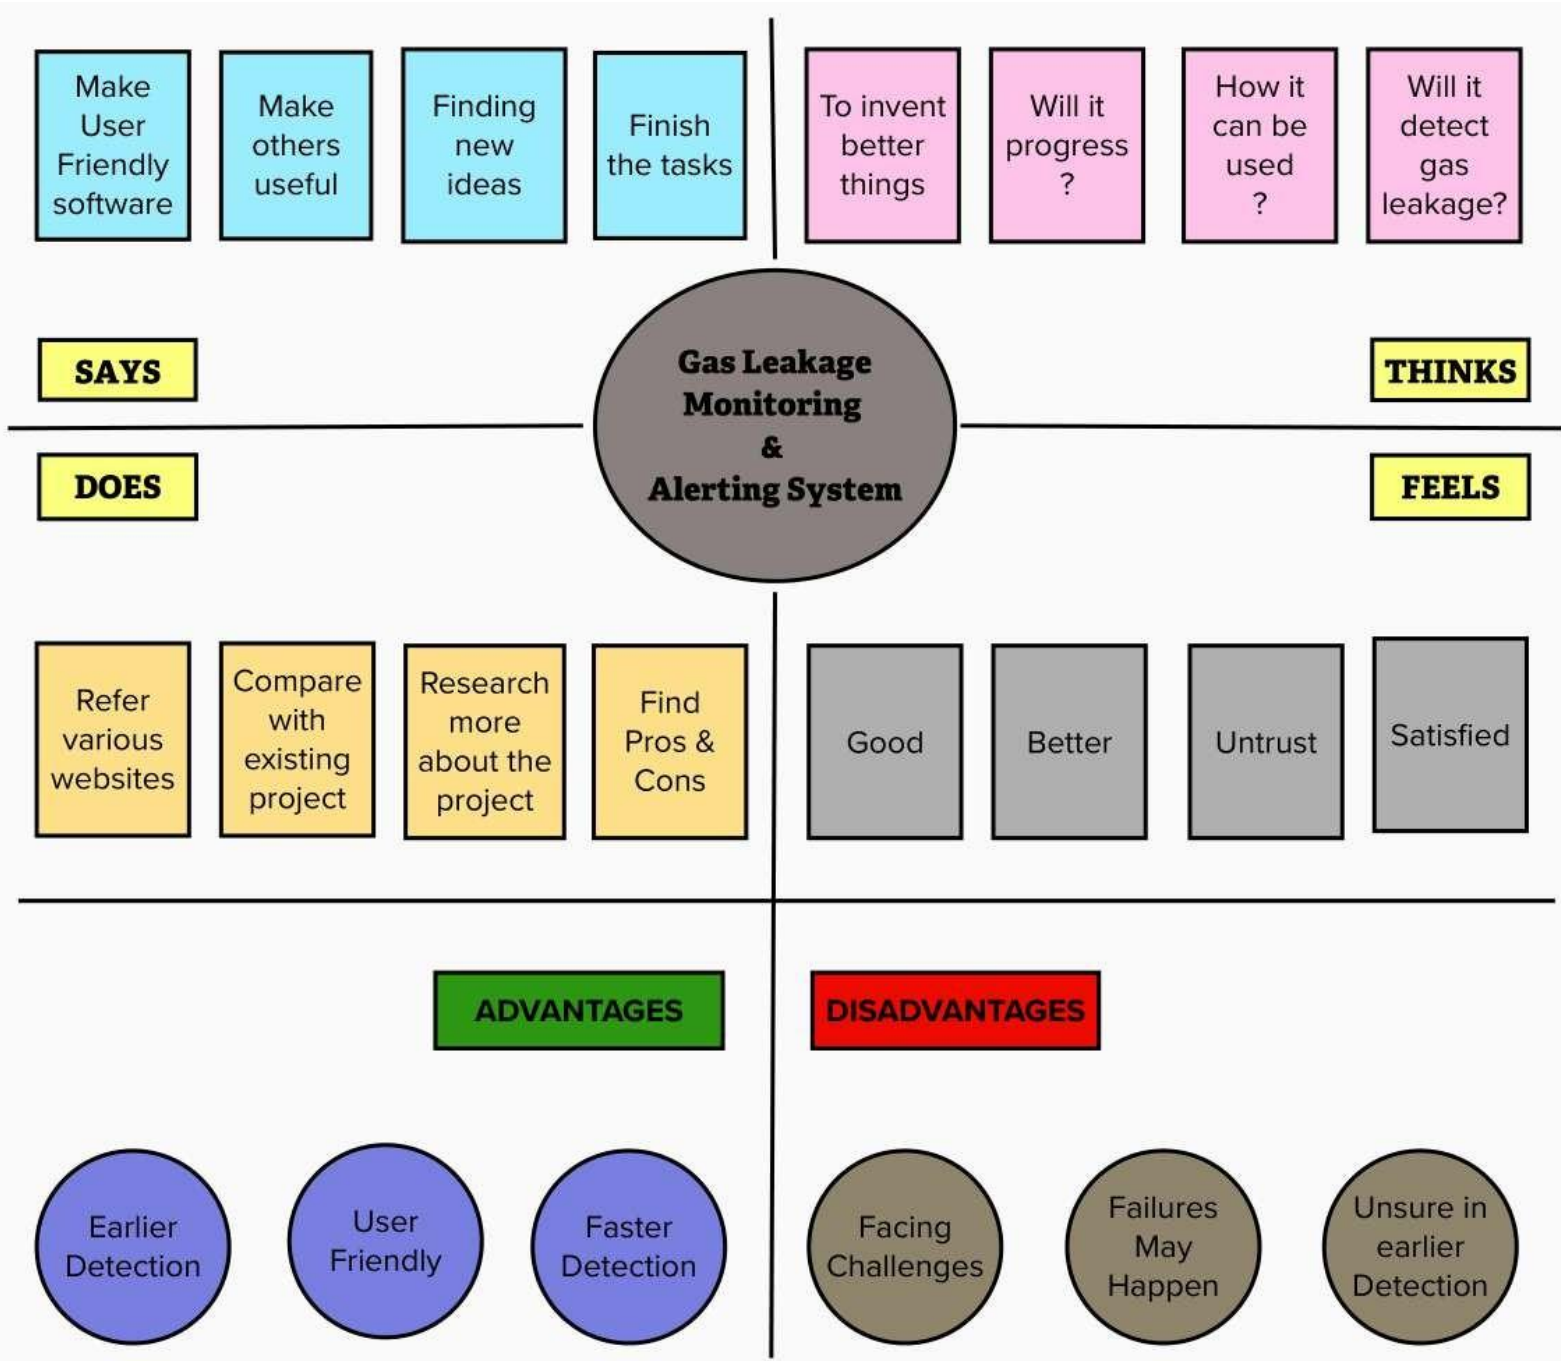 Make
User
Friendly
software
Make
others
useful
Finding
new
ideas
Finish
the tasks
To invent
better
things
Will it
progress
?
How it
can be
used
?
Will it
detect
gas
leakage?
SAYS
THINKS
Gas Leakage
Monitoring
&
Alerting System
DOES
FEELS
Refer
various
websites
Compare
with
existing
project
Research
more
about the
project
Find
Pros &
Cons
Good
Better
Untrust
Satisfied
ADVANTAGES
DISADVANTAGES
Earlier
Detection
User
Friendly
Faster
Detection
Facing
Challenges
Failures
May
Happen
Unsure in
earlier
Detection